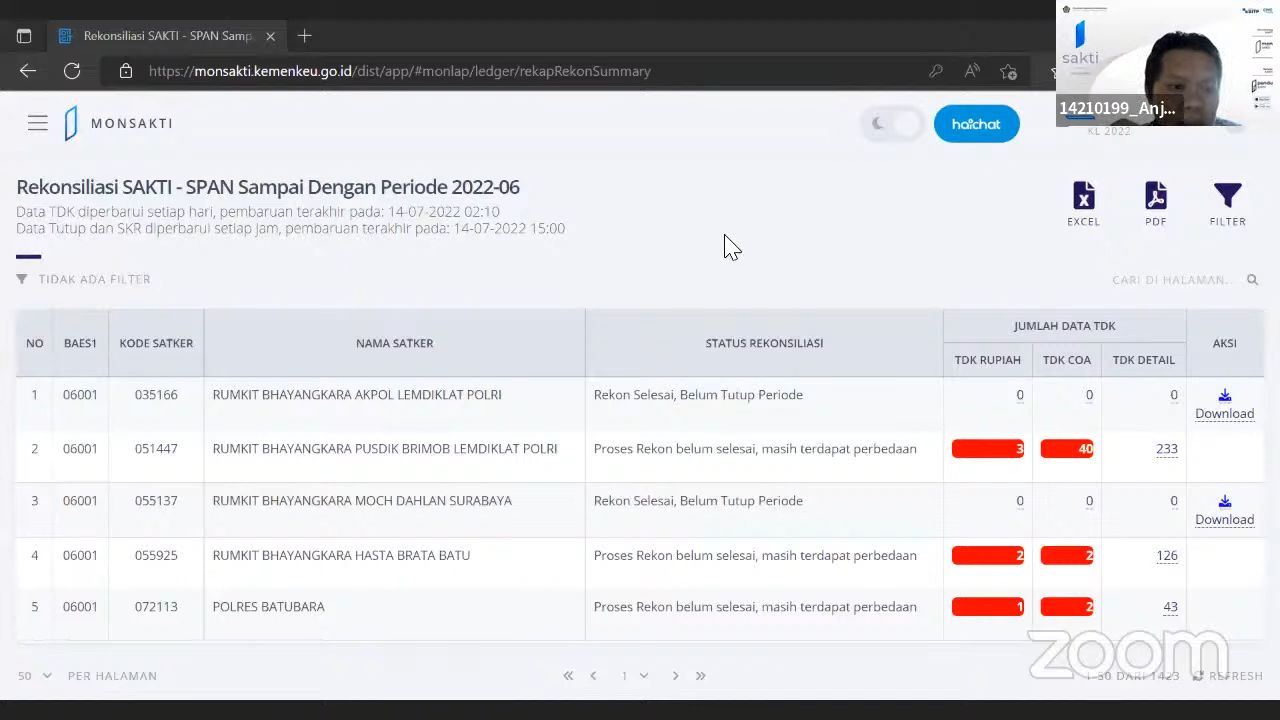 Rekonsiliasi SAKTI - SPAN Samp
https://monsakti.kemenkeu.go.id/dist/app/#monlap/ledger/rekapRekonSummary
sakti
14210199_Anj...
MONSAKTI
haichat
KL 2022
Rekonsiliasi SAKTI - SPAN Sampai Dengan Periode 2022-06
Data TDK diperbarui setiap hari, pembaruan terakhir pada: 14-07-2022 02:10
Data Tutup dan SKR diperbarui setiap jam, pembaruan terakhir pada: 14-07-2022 15:00
EXCEL PDF FILTER
TIDAK ADA FILTER CARI DI HALAMAN...
NO BAES1 KODE SATKER NAMA SATKER STATUS REKONSILIASI JUMLAH DATA TDK AKSI
TDK RUPIAH TDK COA TDK DETAIL
1 06001 035166 RUMKIT BHAYANGKARA AKPOL LEMDIKLAT POLRI Rekon Selesai, Belum Tutup Periode 0 0 0 Download
2 06001 051447 RUMKIT BHAYANGKARA PUSDIK BRIMOB LEMDIKLAT POLRI Proses Rekon belum selesai, masih terdapat perbedaan 3 40 233
3 06001 055137 RUMKIT BHAYANGKARA MOCH DAHLAN SURABAYA Rekon Selesai, Belum Tutup Periode 0 0 0 Download
4 06001 055925 RUMKIT BHAYANGKARA HASTA BRATA BATU Proses Rekon belum selesai, masih terdapat perbedaan 2 2 126
5 06001 072113 POLRES BATUBARA Proses Rekon belum selesai, masih terdapat perbedaan 1 2 43
zoom
50 PER HALAMAN 1 1-50 DARI 1423 REFRESH